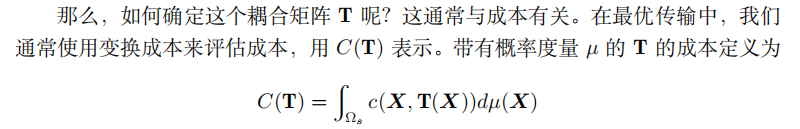 那么，如何确定这个耦合矩阵 T 呢？这通常与成本有关。在最优传输中，我们
通常使用变换成本来评估成本，用 C(T) 表示。带有概率度量 μ 的 T 的成本定义为
C(T) = ∫_{Ω_s} c(X, T(X))dμ(X)